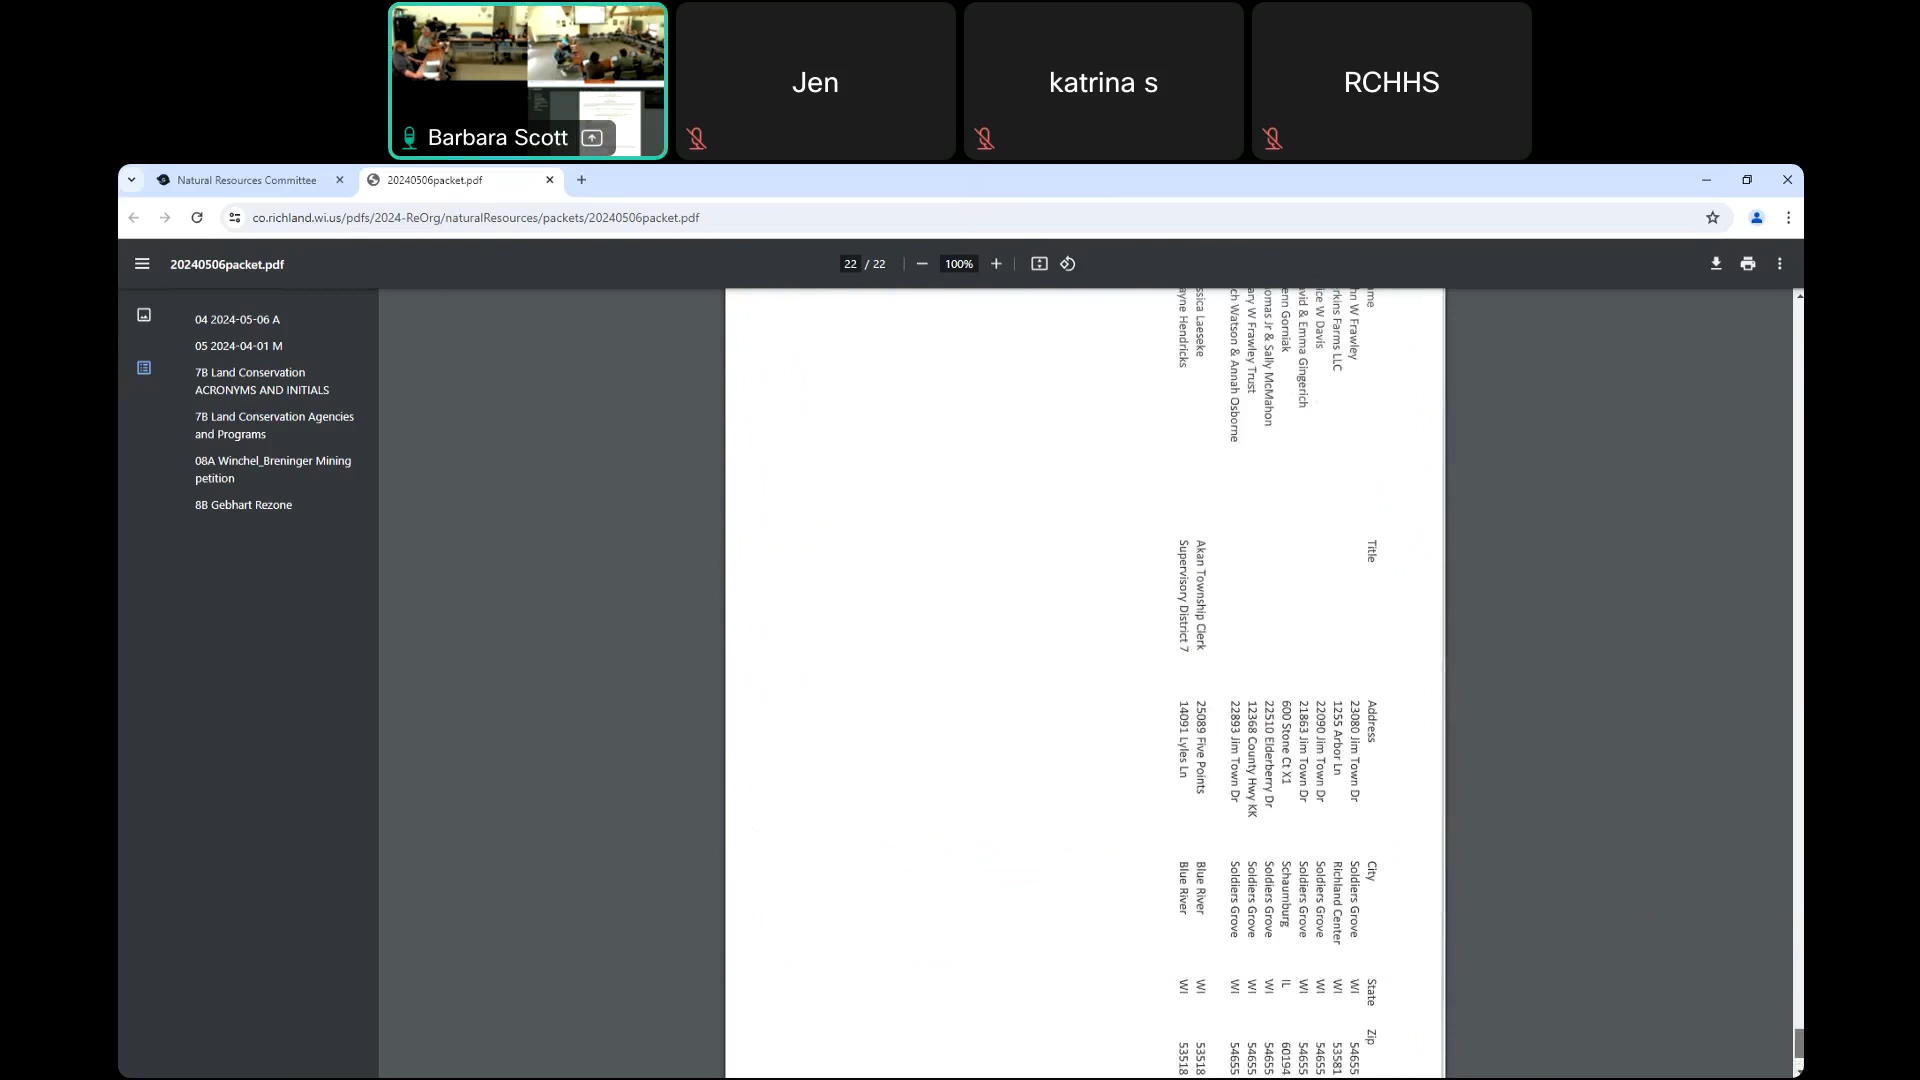 Barbara Scott
Jen
katrina s
RCHHS
Natural Resources Committee
20240506packet.pdf
co.richland.wi.us/pdfs/2024-ReOrg/naturalResources/packets/20240506packet.pdf
20240506packet.pdf
22 / 22
100%
04 2024-05-06 A
05 2024-04-01 M
7B Land Conservation
ACRONYMS AND INITIALS
7B Land Conservation Agencies
and Programs
08A Winchel_Breninger Mining
petition
8B Gebhart Rezone
me Title Address City State Zip
hn W Frawley 23080 Jim Town Dr Soldiers Grove WI 54655
rkins Farms LLC 1255 Arbor Ln Richland Center WI 53581
ice W Davis 22090 Jim Town Dr Soldiers Grove WI 54655
vid & Emma Gingerich 21863 Jim Town Dr Soldiers Grove WI 54655
enn Gorniak 600 Stone Ct X1 Schaumburg IL 60194
omas Jr & Sally McMahon 22510 Elderberry Dr Soldiers Grove WI 54655
ary W Frawley Trust 12368 County Hwy KK Soldiers Grove WI 54655
ch Watson & Annah Osborne 22893 Jim Town Dr Soldiers Grove WI 54655
ssica Laeseke Akan Township Clerk 25089 Five Points Blue River WI 53518
ayne Hendricks Supervisory District 7 14091 Lyles Ln Blue River WI 53518